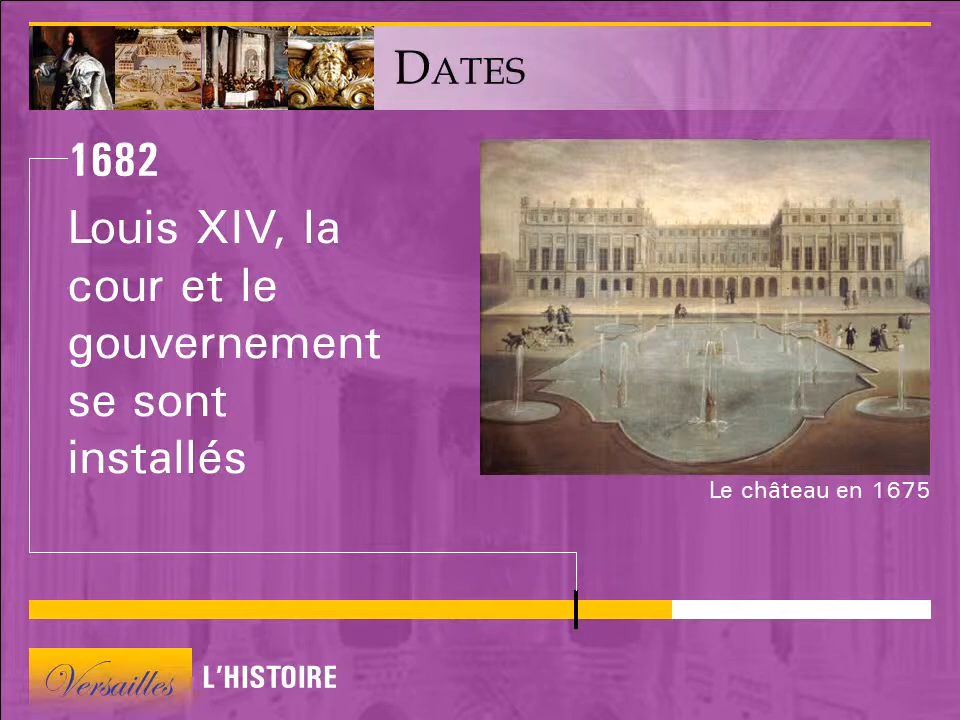 DATES
1682
Louis XIV, la
cour et le
gouvernement
se sont
installés
Le château en 1675
Versailles
L’HISTOIRE